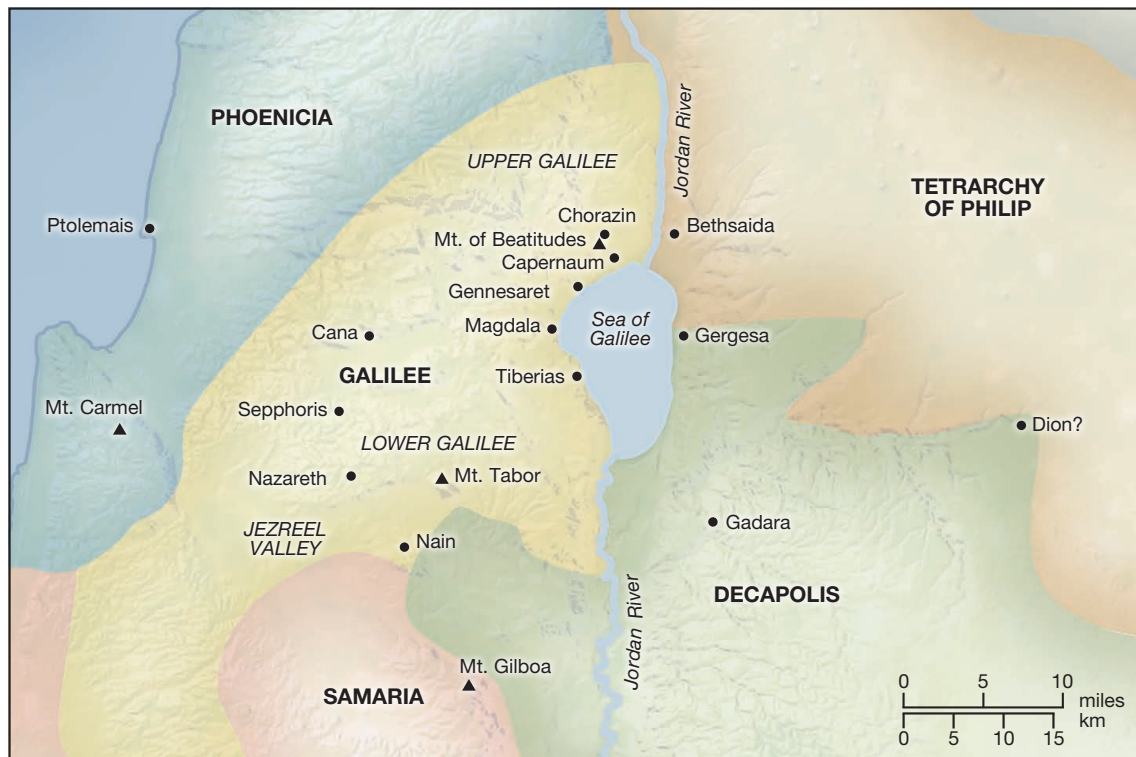 PHOENICIA
UPPER GALILEE
Jordan River
TETRARCHY
OF PHILIP
Ptolemais
Chorazin
Mt. of Beatitudes
Bethsaida
Capernaum
Gennesaret
Cana
Magdala
Sea of
Galilee
Gergesa
GALILEE
Tiberias
Mt. Carmel
Sepphoris
Dion?
LOWER GALILEE
Nazareth
Mt. Tabor
JEZREEL
VALLEY
Nain
Gadara
DECAPOLIS
Jordan River
Mt. Gilboa
SAMARIA
0 5 10
miles
km
0 5 10 15